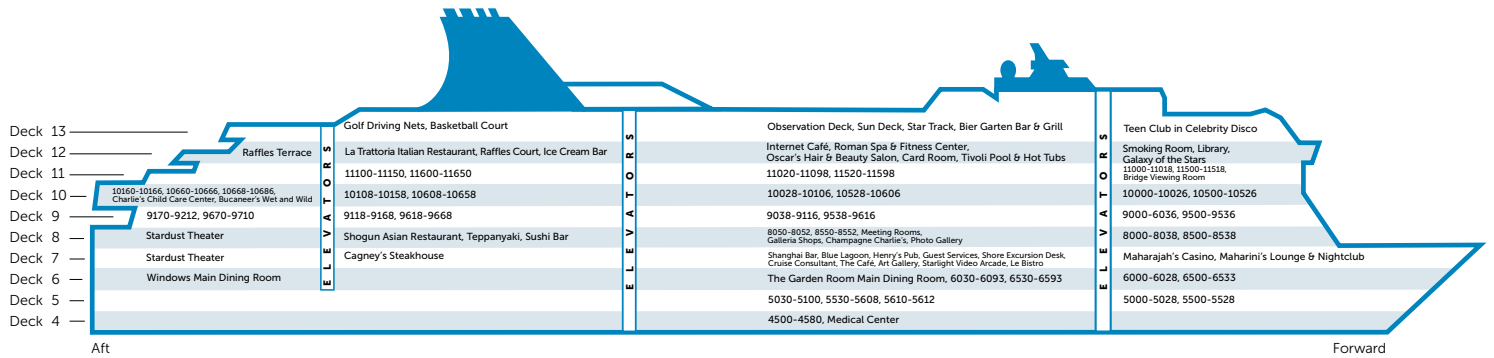 Deck 13
Golf Driving Nets, Basketball Court
Observation Deck, Sun Deck, Star Track, Bier Garten Bar & Grill
Teen Club in Celebrity Disco
Deck 12
Raffles Terrace
La Trattoria Italian Restaurant, Raffles Court, Ice Cream Bar
Internet Café, Roman Spa & Fitness Center,
Oscar's Hair & Beauty Salon, Card Room, Tivoli Pool & Hot Tubs
Smoking Room, Library,
Galaxy of the Stars
Deck 11
11100-11150, 11600-11650
11020-11098, 11520-11598
11000-11018, 11500-11518,
Bridge Viewing Room
Deck 10
10160-10166, 10660-10666, 10668-10686,
Charlie's Child Care Center, Bucaneer's Wet and Wild
10108-10158, 10608-10658
10028-10106, 10528-10606
10000-10026, 10500-10526
Deck 9
9170-9212, 9670-9710
9118-9168, 9618-9668
9038-9116, 9538-9616
9000-6036, 9500-9536
Deck 8
Stardust Theater
Shogun Asian Restaurant, Teppanyaki, Sushi Bar
8050-8052, 8550-8552, Meeting Rooms,
Galleria Shops, Champagne Charlie's, Photo Gallery
8000-8038, 8500-8538
Deck 7
Stardust Theater
Cagney's Steakhouse
Shanghai Bar, Blue Lagoon, Henry's Pub, Guest Services, Shore Excursion Desk,
Cruise Consultant, The Café, Art Gallery, Starlight Video Arcade, Le Bistro
Maharajah's Casino, Maharini's Lounge & Nightclub
Deck 6
Windows Main Dining Room
The Garden Room Main Dining Room, 6030-6093, 6530-6593
6000-6028, 6500-6533
Deck 5
5030-5100, 5530-5608, 5610-5612
5000-5028, 5500-5528
Deck 4
4500-4580, Medical Center
ELEVATORS
ELEVATORS
ELEVATORS
Aft
Forward